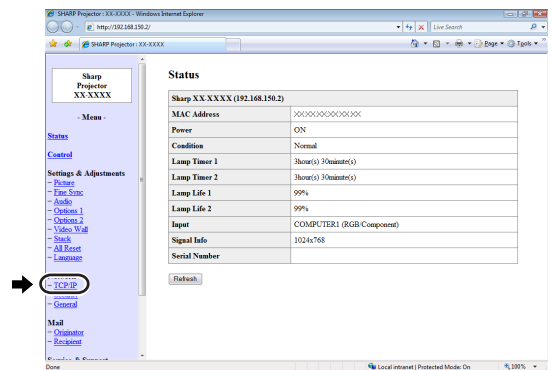 SHARP Projector : XX-XXXX - Windows Internet Explorer
http://192.168.150.2/
Live Search
SHARP Projector : XX-XXXX
Page
Tools
Sharp
Projector
XX-XXXX
- Menu -
Status
Control
Settings & Adjustments
– Picture
– Fine Sync
– Audio
– Options 1
– Options 2
– Video Wall
– Stack
– All Reset
– Language
– TCP/IP
– General
Mail
– Originator
– Recipient
Service & Support
Status
Sharp XX-XXXX (192.168.150.2)
MAC Address XXXXXXXXXXXX
Power ON
Condition Normal
Lamp Timer 1 3hour(s) 30minute(s)
Lamp Timer 2 3hour(s) 30minute(s)
Lamp Life 1 99%
Lamp Life 2 99%
Input COMPUTER1 (RGB/Component)
Signal Info 1024x768
Serial Number
Refresh
Done
Local intranet | Protected Mode: On
100%